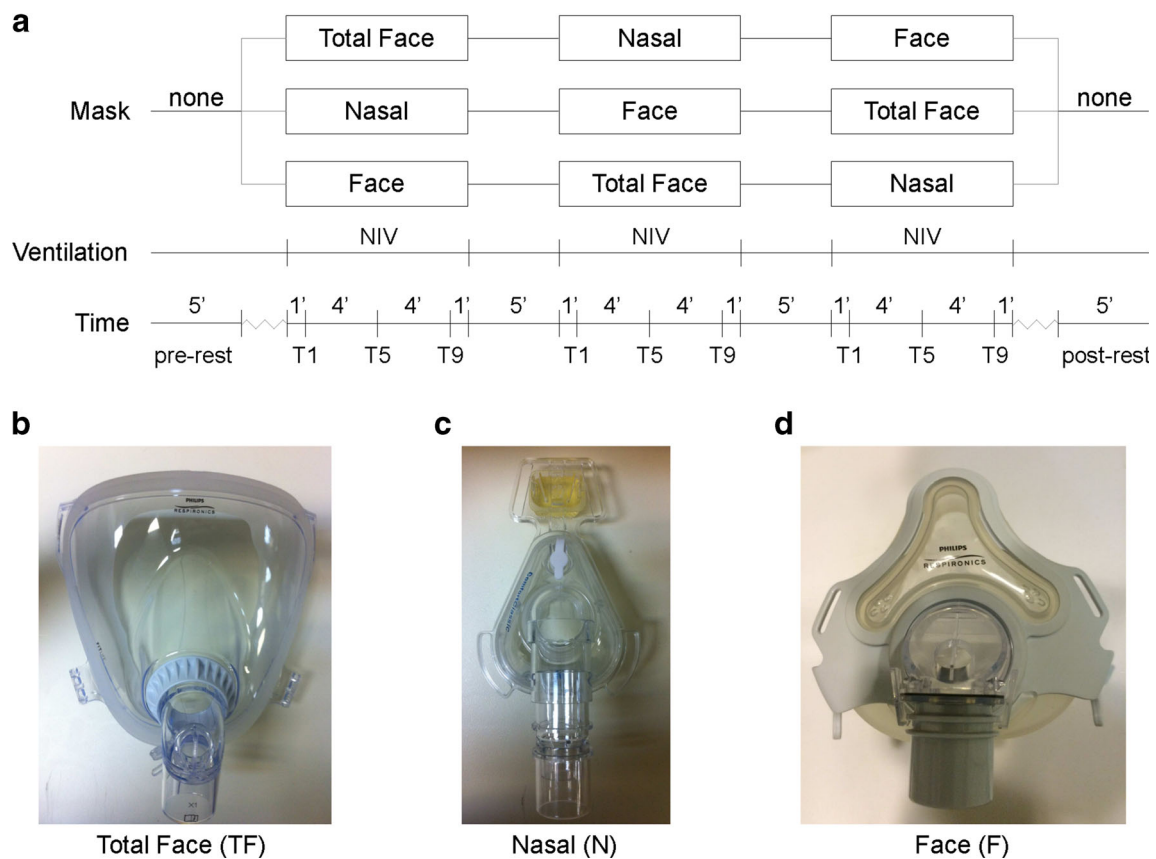 a
Total Face Nasal Face
Mask none Nasal Face Total Face none
Face Total Face Nasal
Ventilation NIV NIV NIV
Time 5' 1' 4' 4' 1' 5' 1' 4' 4' 1' 5' 1' 4' 4' 1' 5'
pre-rest T1 T5 T9 T1 T5 T9 T1 T5 T9 post-rest
b
PHILIPS
RESPIRONICS
X1
Total Face (TF)
c
Nasal (N)
d
PHILIPS
RESPIRONICS
Face (F)